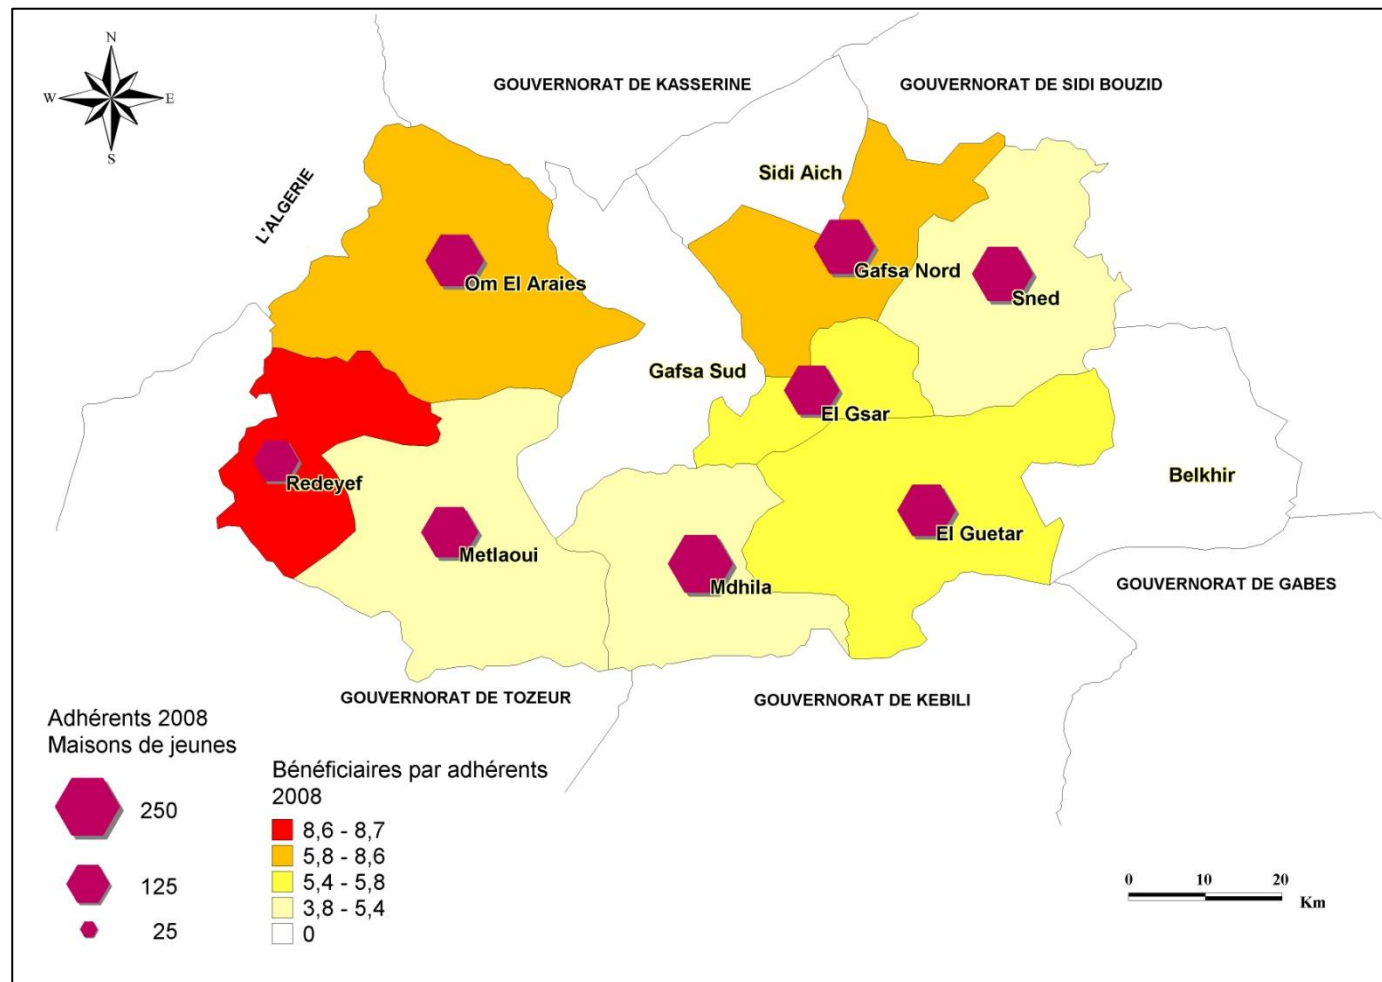 N
W
E
S
GOUVERNORAT DE KASSERINE
GOUVERNORAT DE SIDI BOUZID
L'ALGERIE
Sidi Aich
Om El Araies
Gafsa Nord
Sned
Gafsa Sud
El Gsar
Redeyef
Belkhir
Metlaoui
El Guetar
Mdhila
GOUVERNORAT DE GABES
GOUVERNORAT DE TOZEUR
GOUVERNORAT DE KEBILI
Adhérents 2008
Maisons de jeunes
250
125
25
Bénéficiaires par adhérents
2008
8,6 - 8,7
5,8 - 8,6
5,4 - 5,8
3,8 - 5,4
0
0 10 20
Km